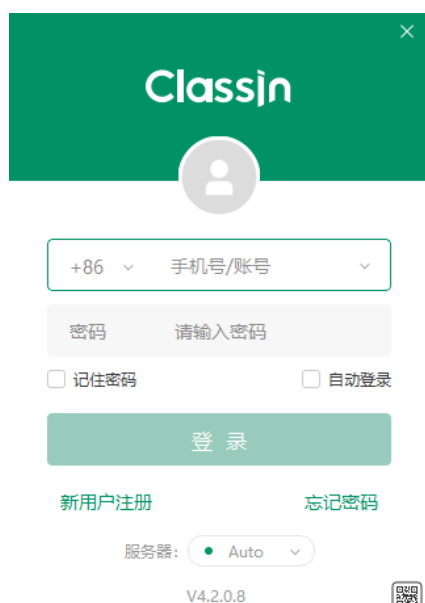 ClassIn
+86 手机号/账号
密码 请输入密码
记住密码 自动登录
登 录
新用户注册 忘记密码
服务器: Auto
V4.2.0.8